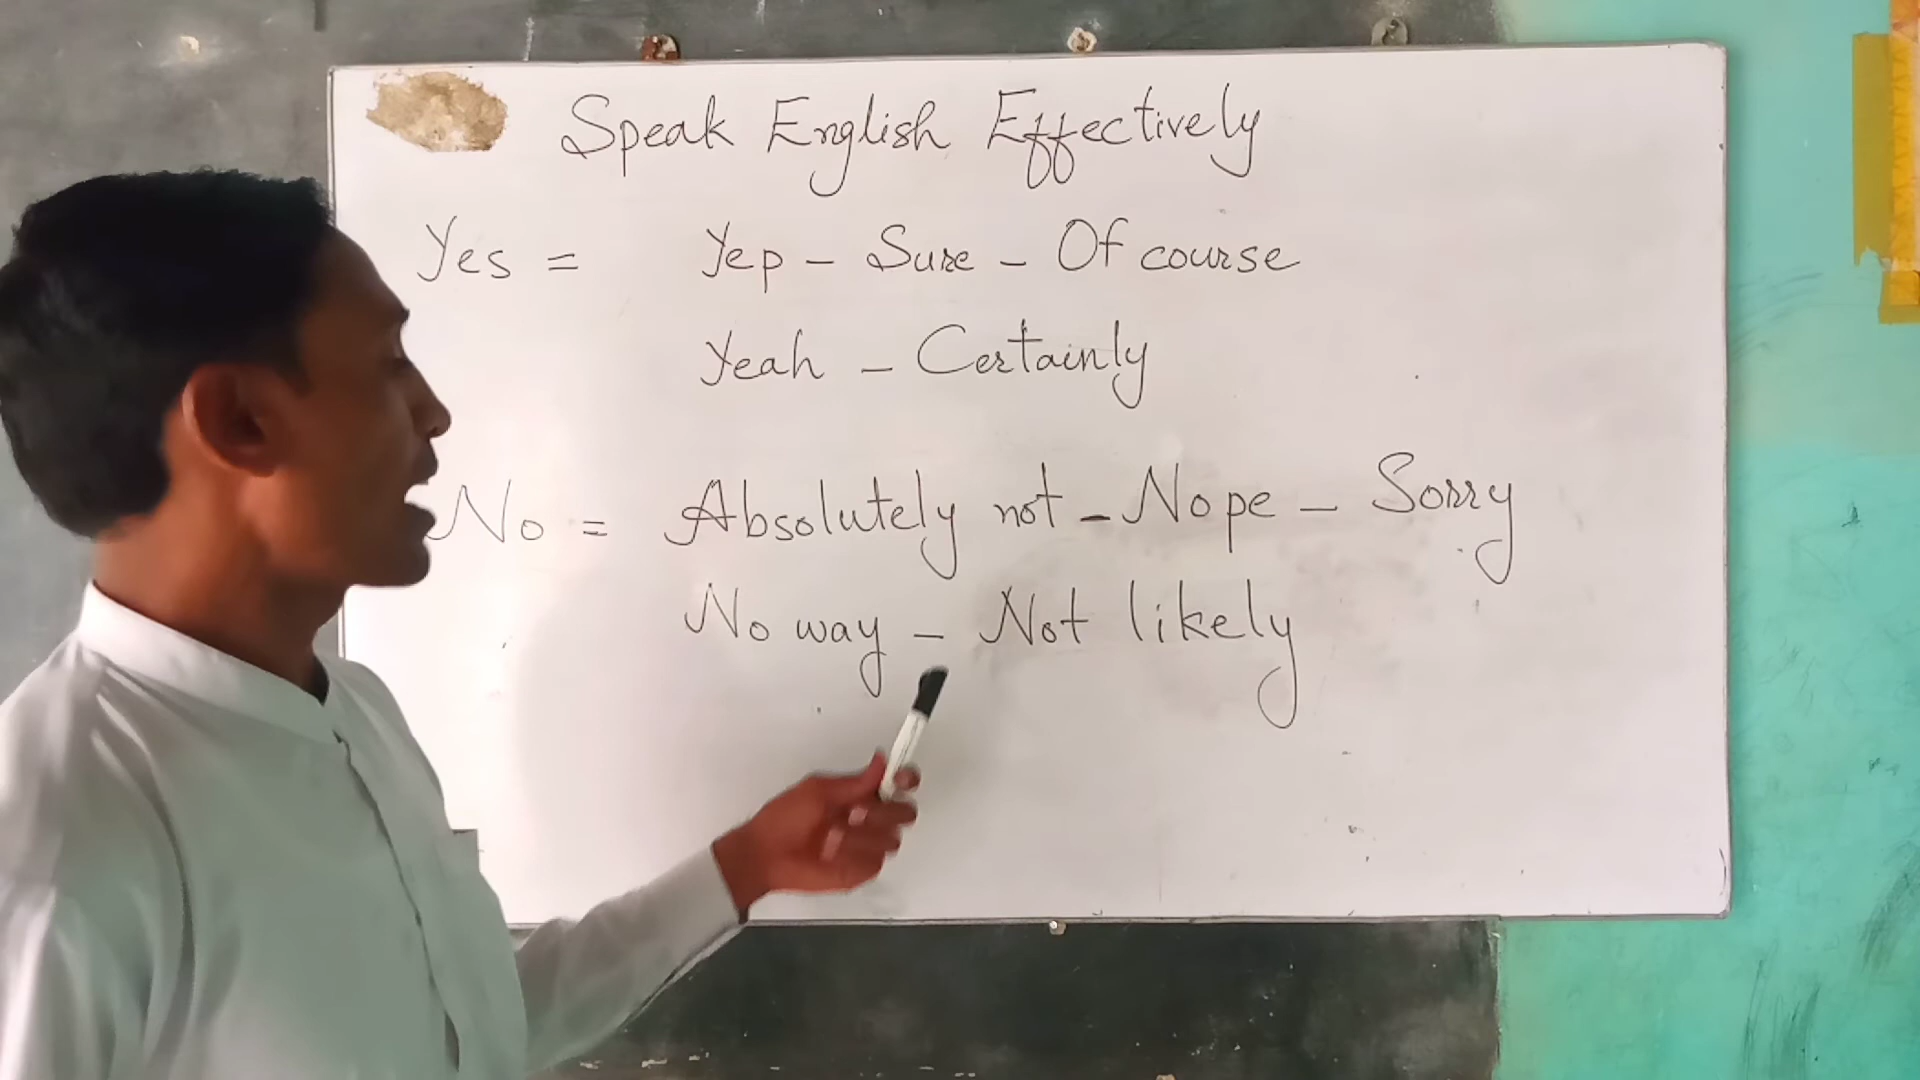 Speak English Effectively
Yes = Yep - Sure - Of course
Yeah - Certainly
No = Absolutely not - Nope - Sorry
No way - Not likely